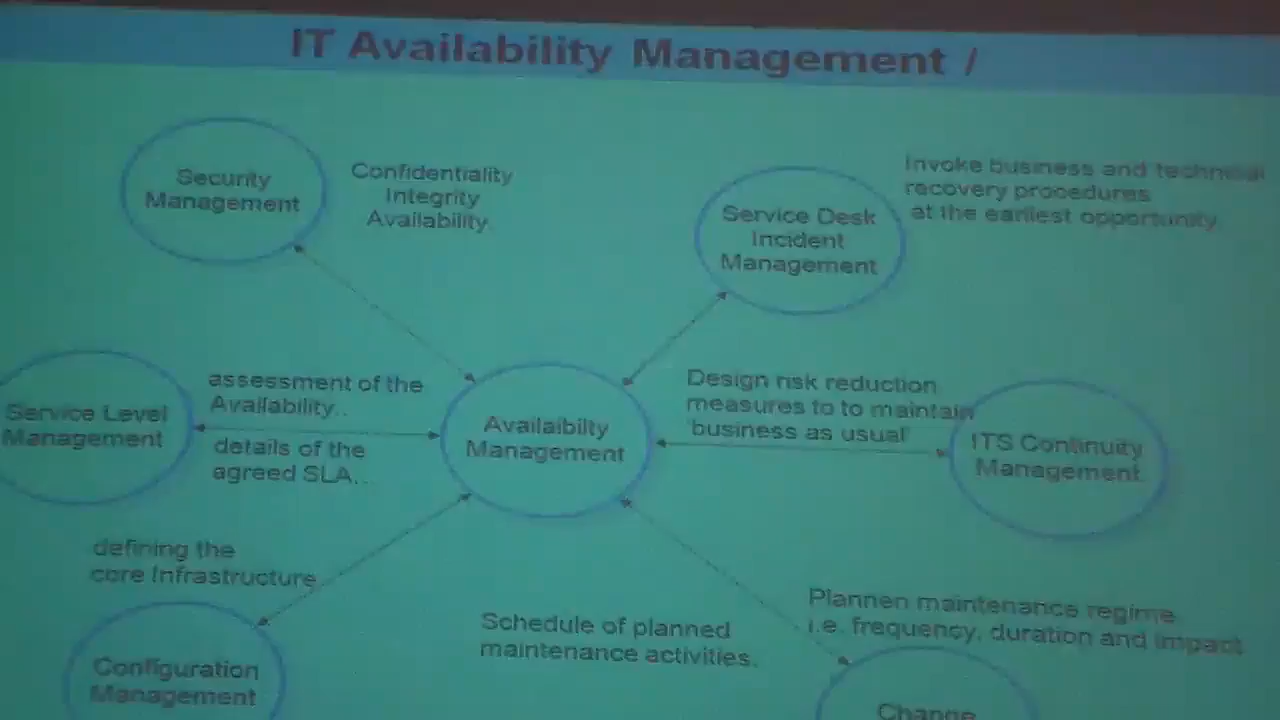 IT Availability Management /
Security
Management
Confidentiality
Integrity
Availability
Service Desk
Incident
Management
Invoke business and technical
recovery procedures
at the earliest opportunity
Service Level
Management
assessment of the
Availability..
details of the
agreed SLA...
Availaibilty
Management
Design risk reduction
measures to to maintain
'business as usual'
ITS Continuity
Management
defining the
core Infrastructure
Configuration
Management
Schedule of planned
maintenance activities.
Plannen maintenance regime
i.e. frequency, duration and impact
Change